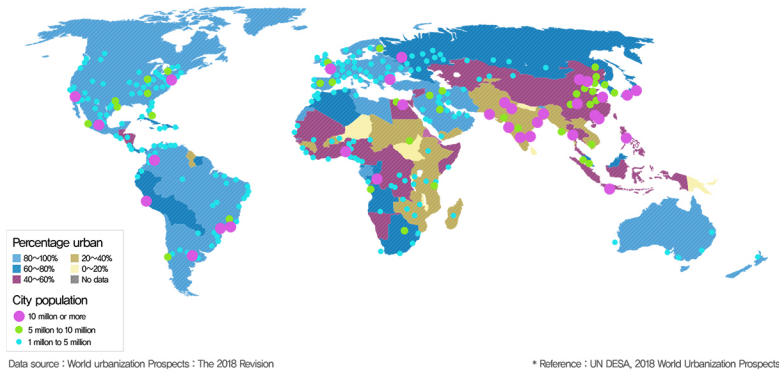 Percentage urban
80~100%
20~40%
60~80%
0~20%
40~60%
No data
City population
10 millon or more
5 millon to 10 million
1 millon to 5 million
Data source : World urbanization Prospects : The 2018 Revision
* Reference : UN DESA, 2018 World Urbanization Prospects